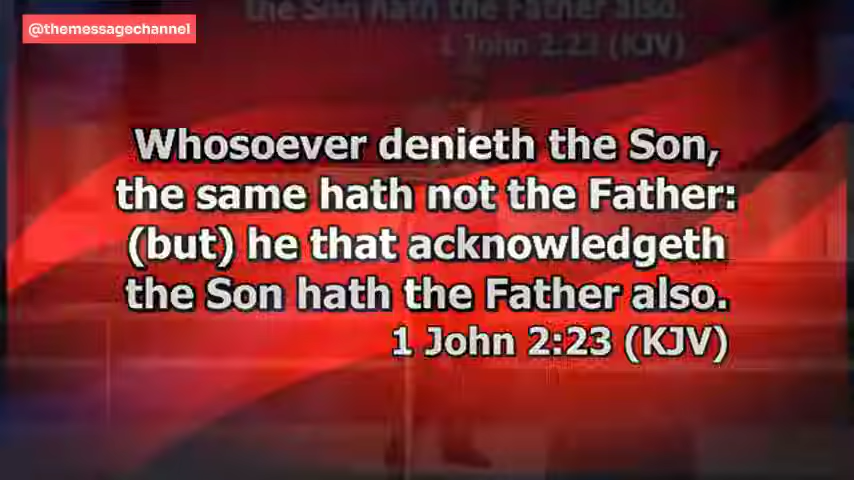 @themessagechannel
the Son hath the Father also.
1 John 2:23 (KJV)
Whosoever denieth the Son,
the same hath not the Father:
(but) he that acknowledgeth
the Son hath the Father also.
1 John 2:23 (KJV)